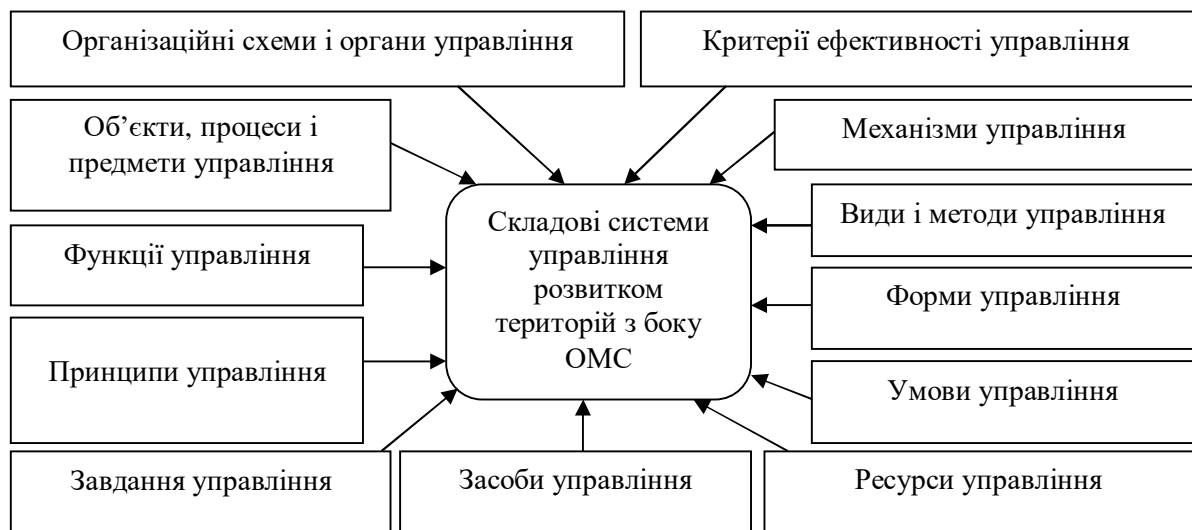 Організаційні схеми і органи управління
Критерії ефективності управління
Об’єкти, процеси і
предмети управління
Механізми управління
Складові системи
управління
розвитком
територій з боку
ОМС
Види і методи управління
Функції управління
Форми управління
Принципи управління
Умови управління
Завдання управління
Засоби управління
Ресурси управління